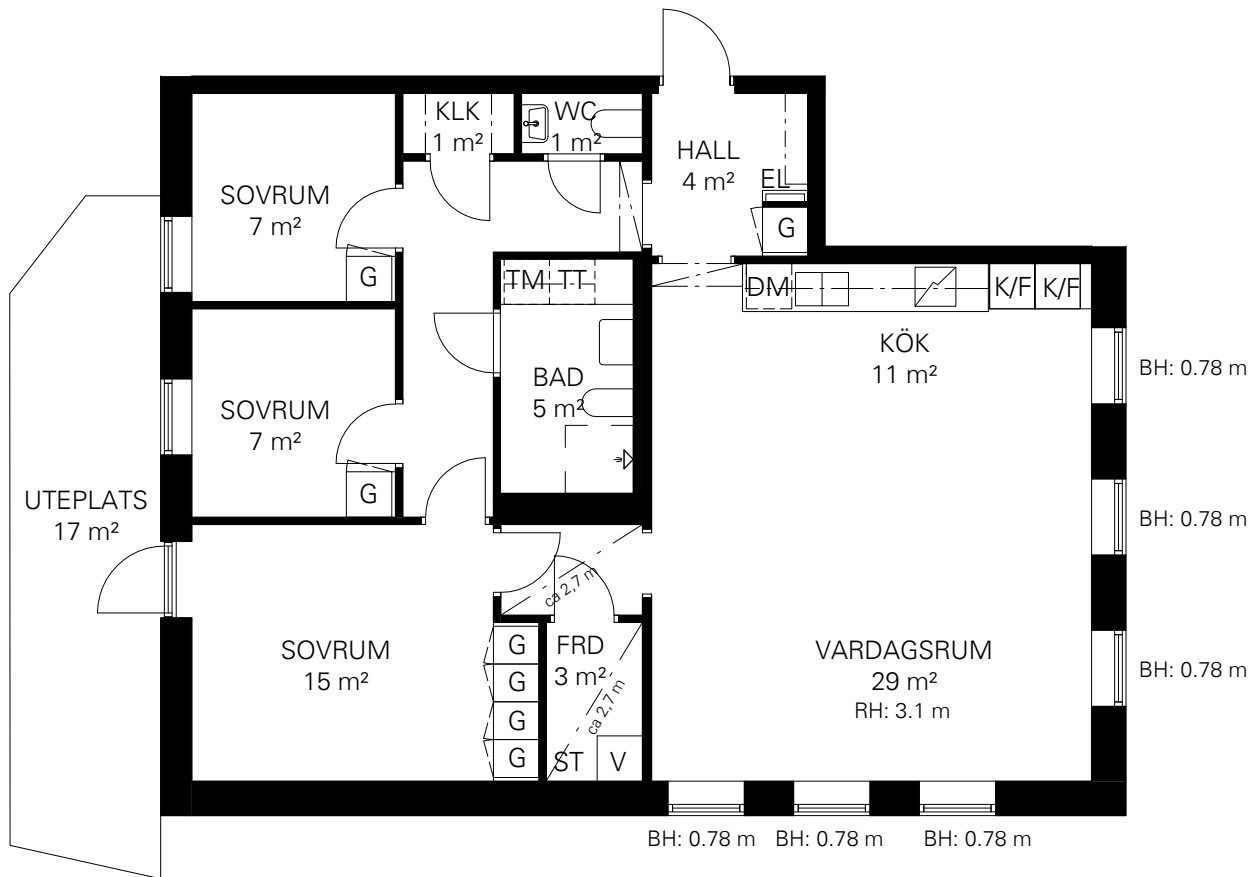 KLK
1 m²
WC
1 m²
HALL
4 m²
EL
G
SOVRUM
7 m²
G
TM TT
DM
K/F K/F
KÖK
11 m²
BH: 0.78 m
BAD
5 m²
SOVRUM
7 m²
G
UTEPLATS
17 m²
BH: 0.78 m
ca 2,7 m
SOVRUM
15 m²
G
G
G
G
FRD
3 m²
ca 2,7 m
ST V
VARDAGSRUM
29 m²
RH: 3.1 m
BH: 0.78 m
BH: 0.78 m BH: 0.78 m BH: 0.78 m